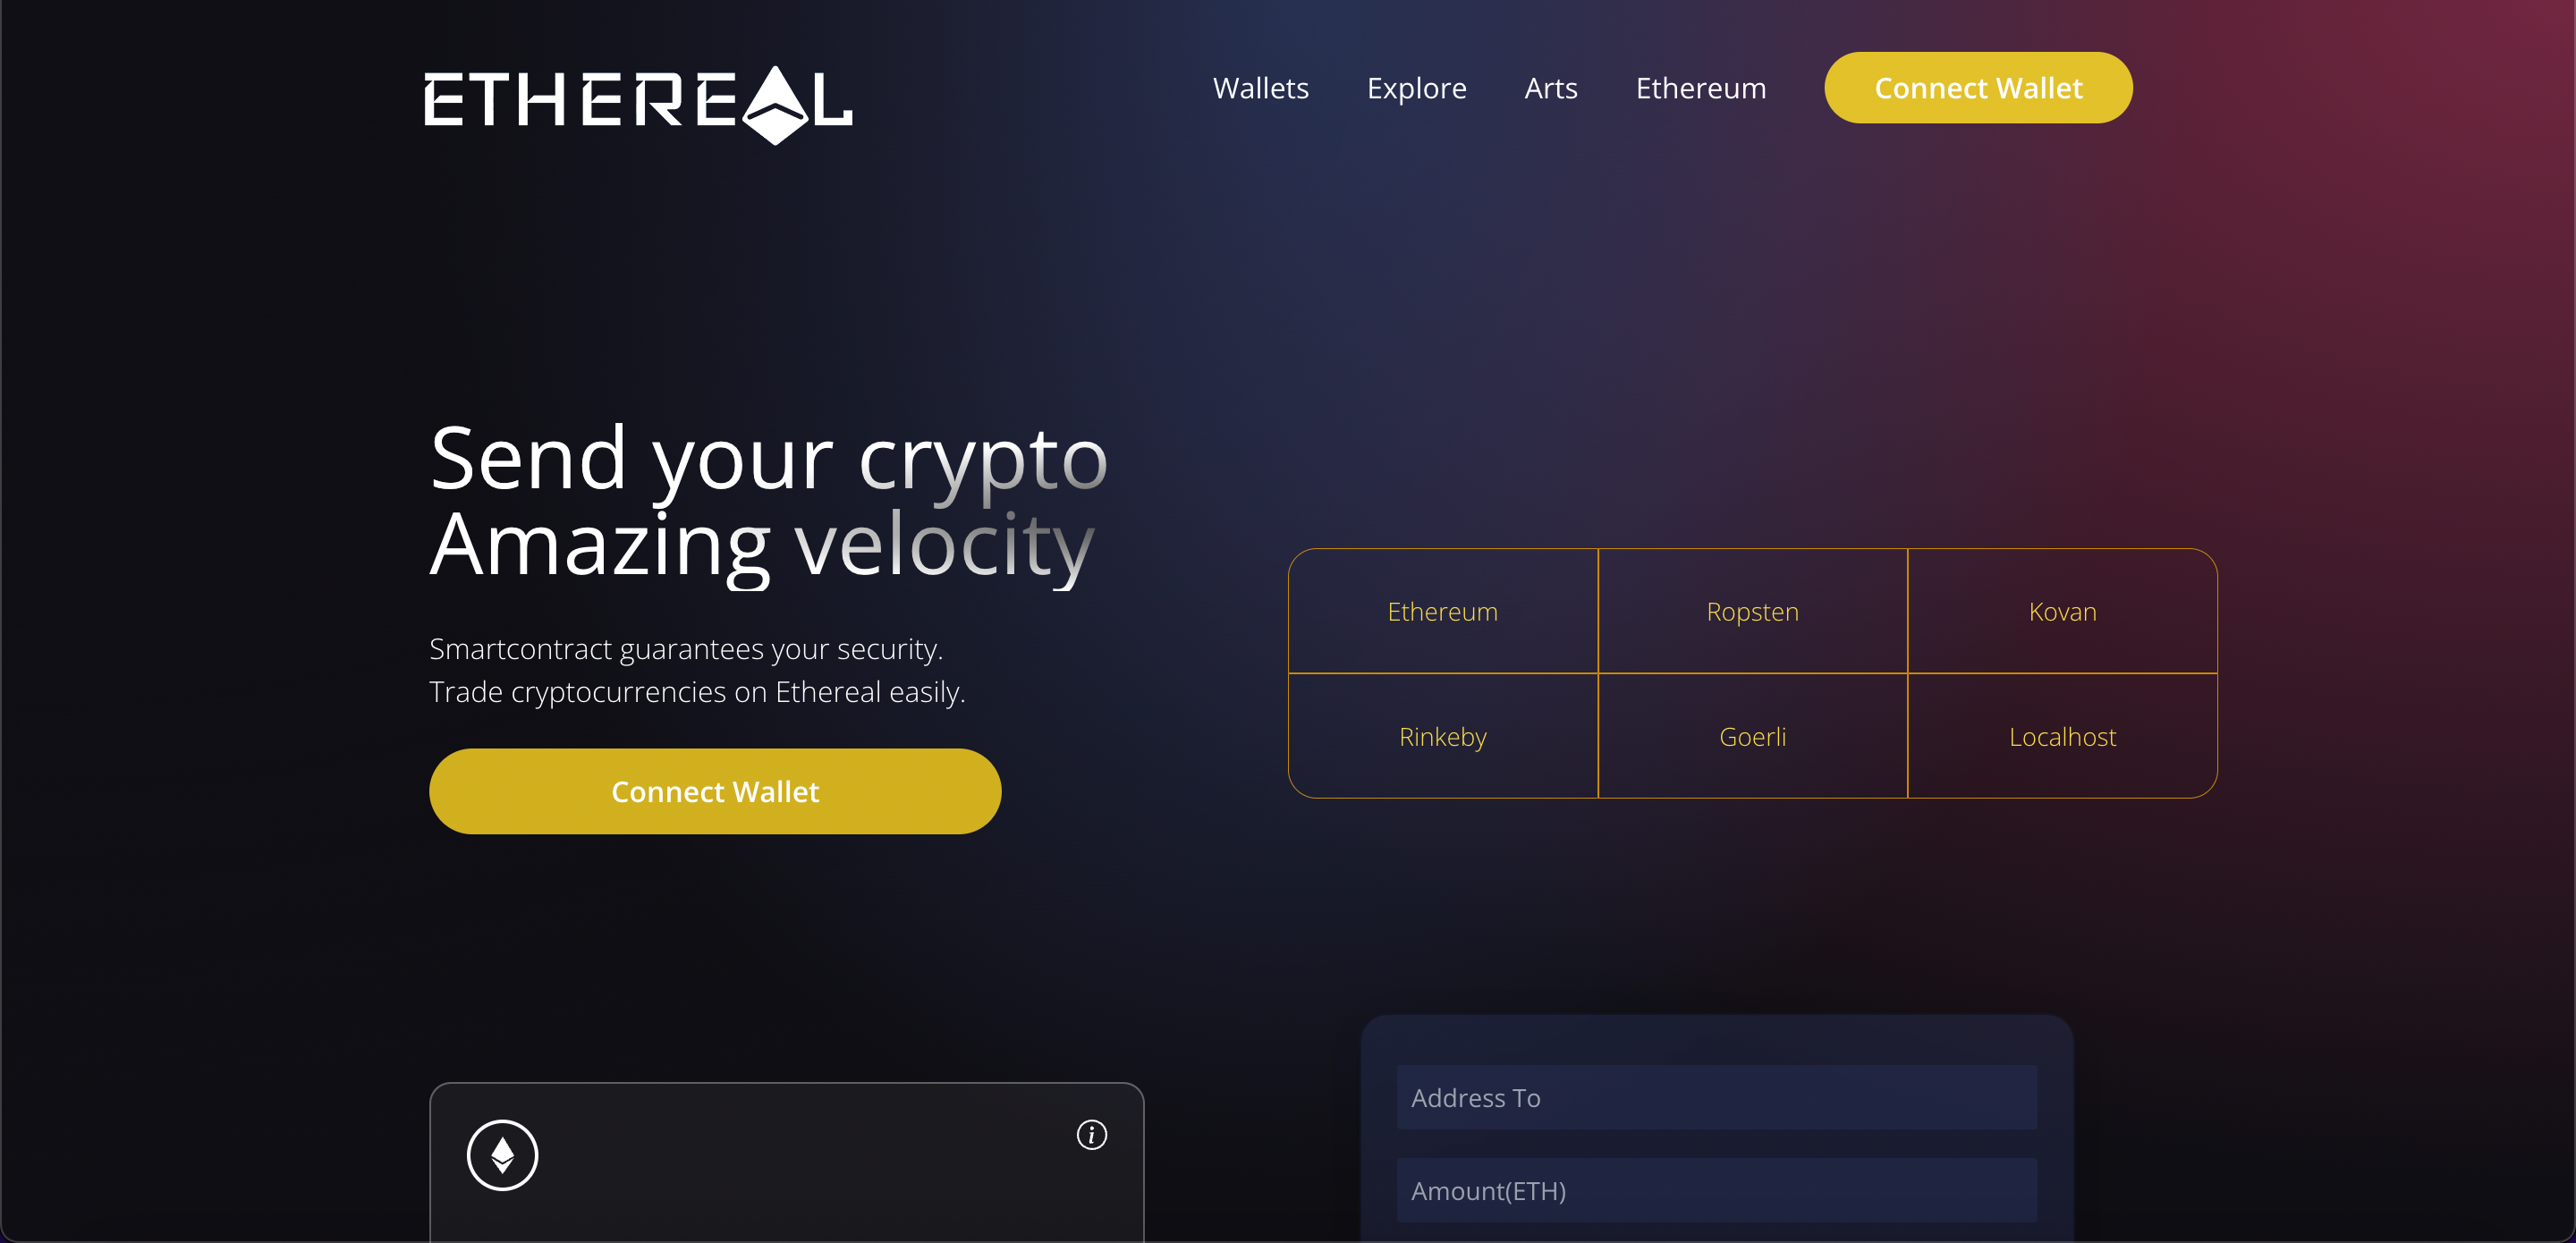 ETHEREAL
Wallets Explore Arts Ethereum Connect Wallet
Send your crypto
Amazing velocity
Smartcontract guarantees your security.
Trade cryptocurrencies on Ethereal easily.
Connect Wallet
Ethereum Ropsten Kovan
Rinkeby Goerli Localhost
i
Address To
Amount(ETH)